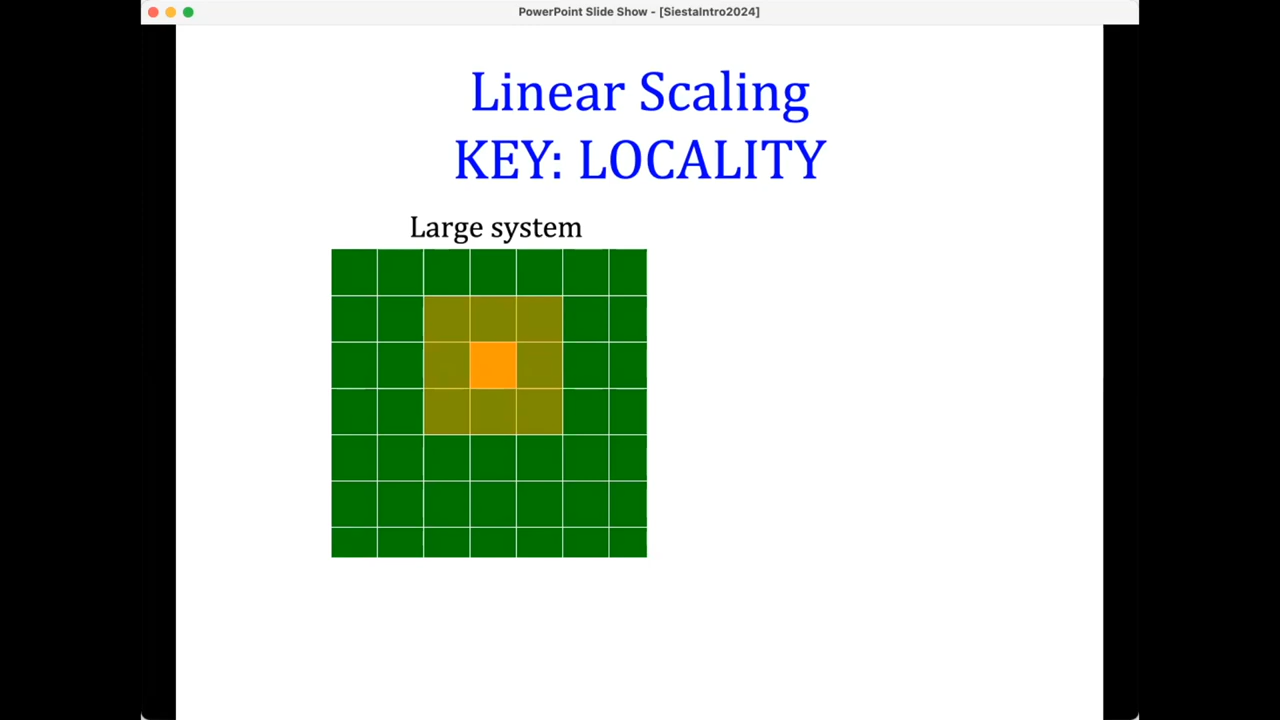 PowerPoint Slide Show - [SiestaIntro2024]
Linear Scaling
KEY: LOCALITY
Large system